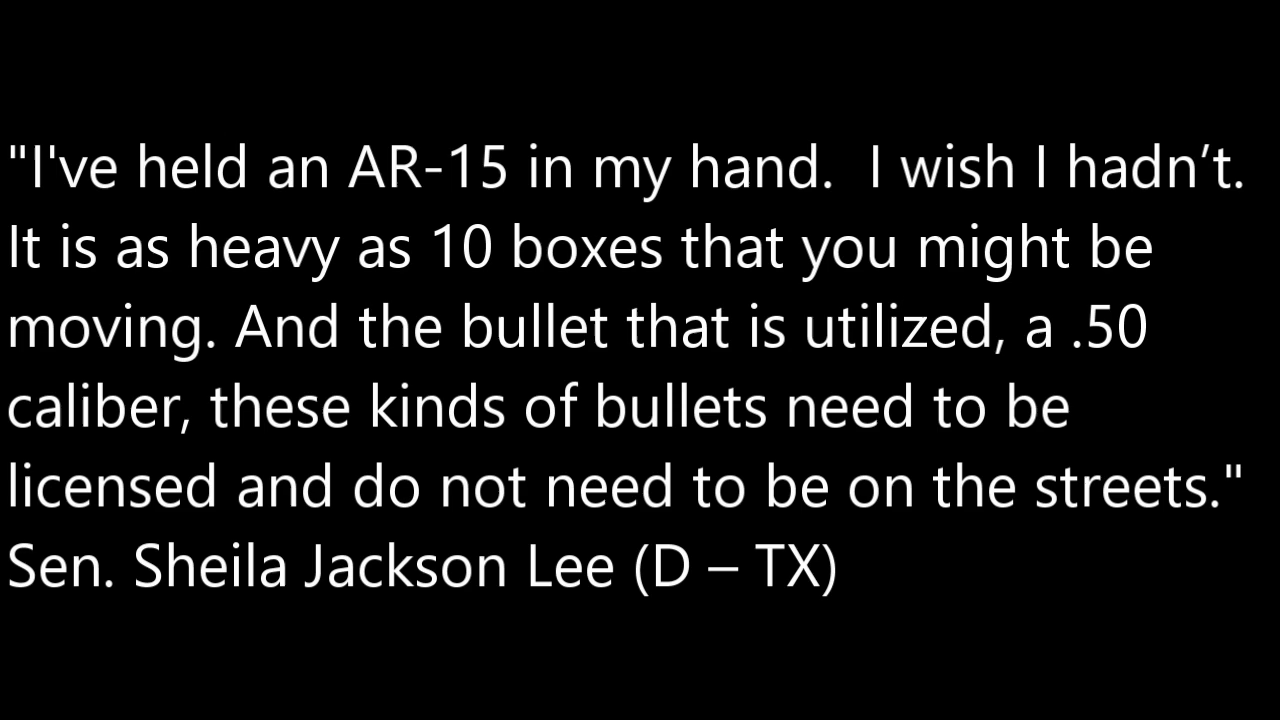 "I've held an AR-15 in my hand.  I wish I hadn’t.
It is as heavy as 10 boxes that you might be
moving. And the bullet that is utilized, a .50
caliber, these kinds of bullets need to be
licensed and do not need to be on the streets."
Sen. Sheila Jackson Lee (D – TX)